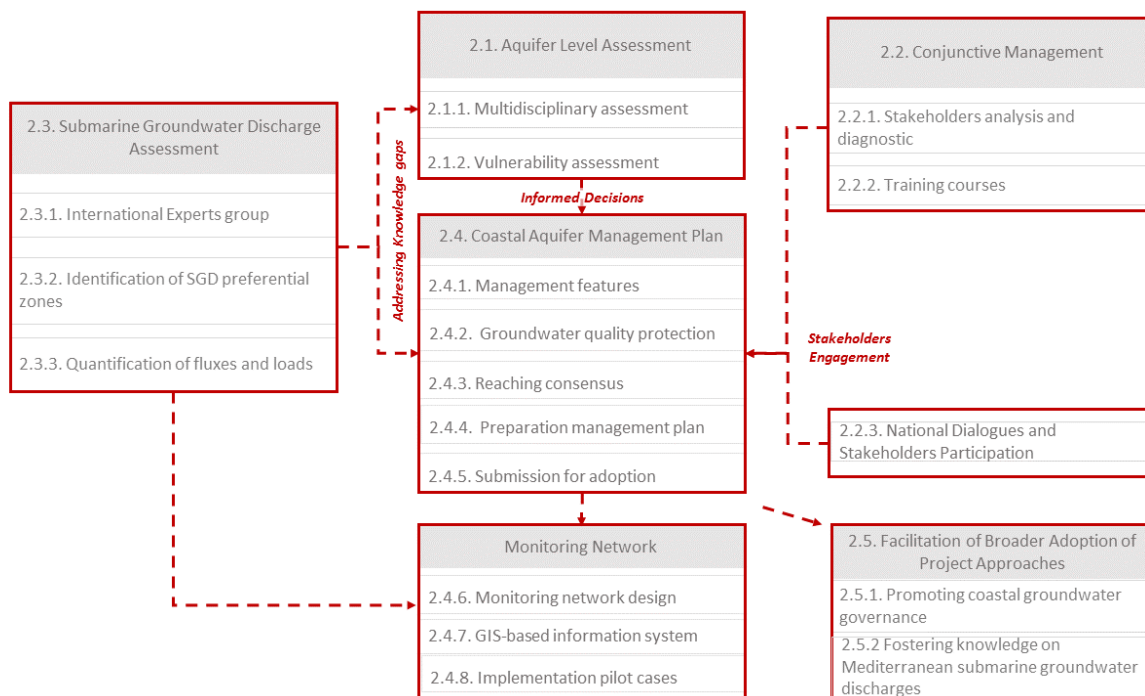 2.1. Aquifer Level Assessment
2.1.1. Multidisciplinary assessment
2.1.2. Vulnerability assessment
2.2. Conjunctive Management
2.2.1. Stakeholders analysis and
diagnostic
2.2.2. Training courses
2.3. Submarine Groundwater Discharge
Assessment
2.3.1. International Experts group
2.3.2. Identification of SGD preferential
zones
2.3.3. Quantification of fluxes and loads
Addressing Knowledge gaps
Informed Decisions
2.4. Coastal Aquifer Management Plan
2.4.1. Management features
2.4.2. Groundwater quality protection
2.4.3. Reaching consensus
2.4.4. Preparation management plan
2.4.5. Submission for adoption
Stakeholders
Engagement
2.2.3. National Dialogues and
Stakeholders Participation
Monitoring Network
2.4.6. Monitoring network design
2.4.7. GIS-based information system
2.4.8. Implementation pilot cases
2.5. Facilitation of Broader Adoption of
Project Approaches
2.5.1. Promoting coastal groundwater
governance
2.5.2 Fostering knowledge on
Mediterranean submarine groundwater
discharges